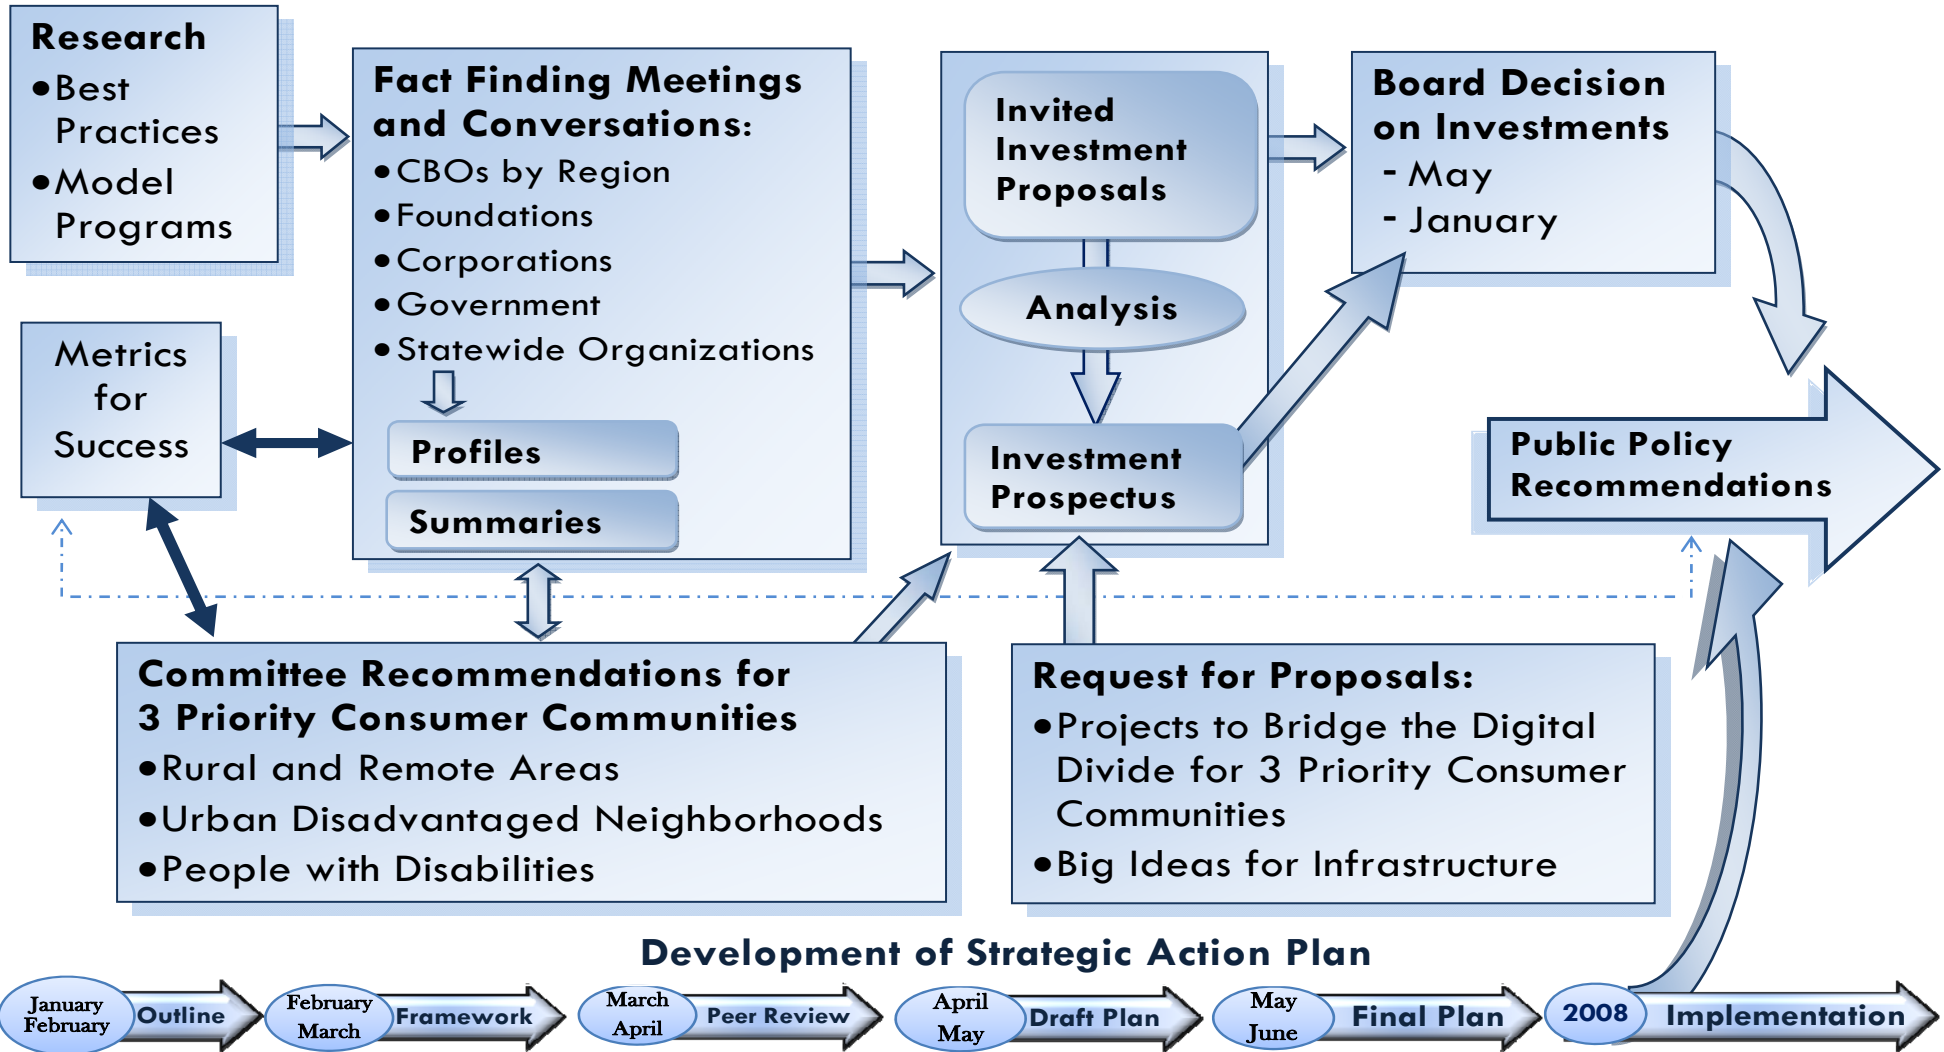 Research
•Best
Practices
•Model
Programs
Fact Finding Meetings
and Conversations:
•CBOs by Region
•Foundations
•Corporations
•Government
•Statewide Organizations
Profiles
Summaries
Metrics
for
Success
Invited
Investment
Proposals
Analysis
Investment
Prospectus
Board Decision
on Investments
- May
- January
Public Policy
Recommendations
Committee Recommendations for
3 Priority Consumer Communities
•Rural and Remote Areas
•Urban Disadvantaged Neighborhoods
•People with Disabilities
Request for Proposals:
•Projects to Bridge the Digital
Divide for 3 Priority Consumer
Communities
•Big Ideas for Infrastructure
Development of Strategic Action Plan
January
February
Outline
February
March
Framework
March
April
Peer Review
April
May
Draft Plan
May
June
Final Plan
2008
Implementation